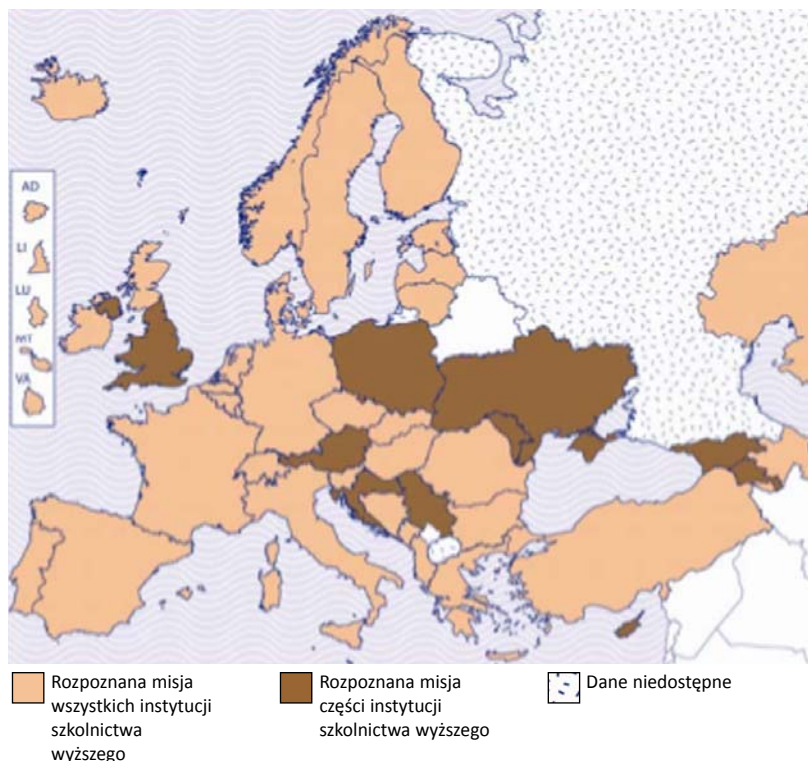 AD
LI
LU
MT
VA
Rozpoznana misja
wszystkich instytucji
szkolnictwa
wyższego
Rozpoznana misja
części instytucji
szkolnictwa wyższego
Dane niedostępne